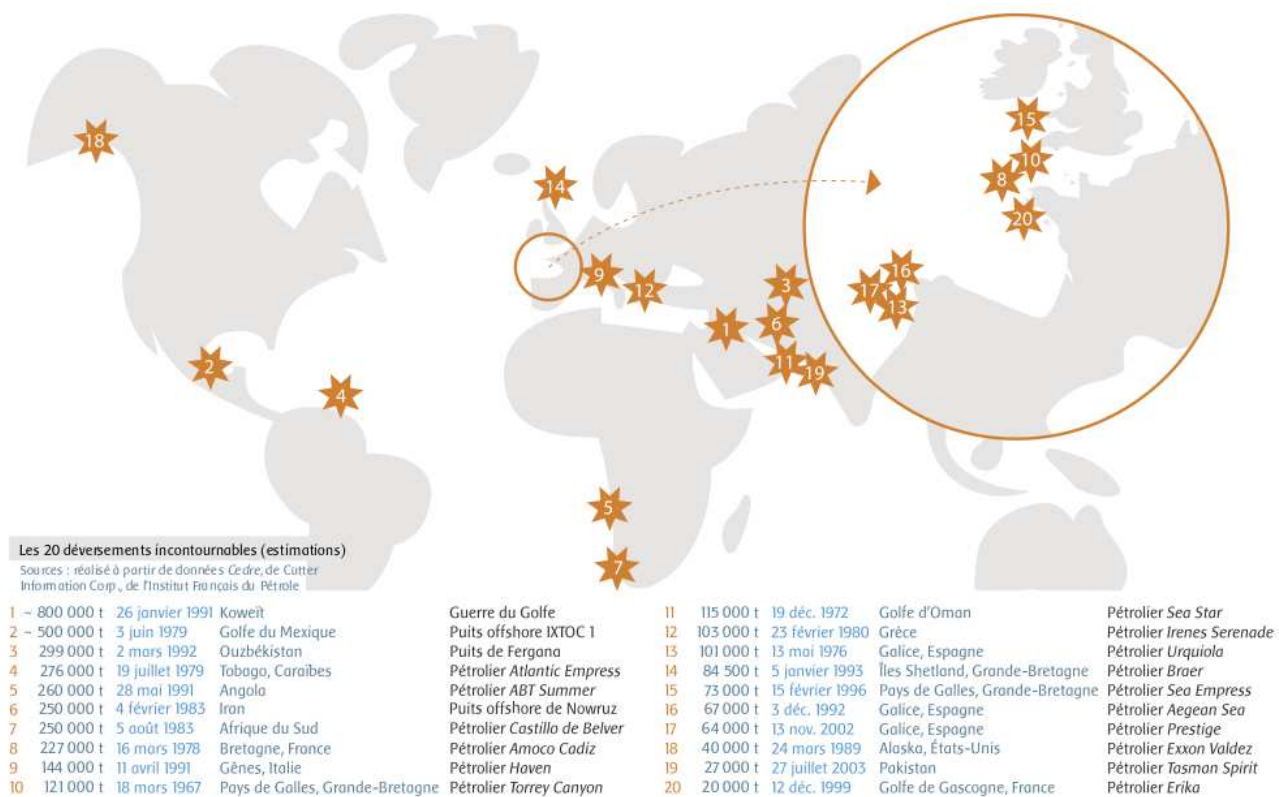 18
14
15
10
8
20
9
12
3
16
17
13
1
6
2
11
19
4
5
7
Les 20 déversements incontournables (estimations)
Sources : réalisé à partir de données Cedre, de Cutter
Information Corp., de l'Institut Français du Pétrole
1 ~ 800 000 t 26 janvier 1991 Koweït Guerre du Golfe
2 ~ 500 000 t 3 juin 1979 Golfe du Mexique Puits offshore IXTOC 1
3 299 000 t 2 mars 1992 Ouzbékistan Puits de Fergana
4 276 000 t 19 juillet 1979 Tobago, Caraïbes Pétrolier Atlantic Empress
5 260 000 t 28 mai 1991 Angola Pétrolier ABT Summer
6 250 000 t 4 février 1983 Iran Puits offshore de Nowruz
7 250 000 t 5 août 1983 Afrique du Sud Pétrolier Castillo de Belver
8 227 000 t 16 mars 1978 Bretagne, France Pétrolier Amoco Cadiz
9 144 000 t 11 avril 1991 Gênes, Italie Pétrolier Haven
10 121 000 t 18 mars 1967 Pays de Galles, Grande-Bretagne Pétrolier Torrey Canyon
11 115 000 t 19 déc. 1972 Golfe d'Oman Pétrolier Sea Star
12 103 000 t 23 février 1980 Grèce Pétrolier Irenes Serenade
13 101 000 t 13 mai 1976 Galice, Espagne Pétrolier Urquiola
14 84 500 t 5 janvier 1993 Îles Shetland, Grande-Bretagne Pétrolier Braer
15 73 000 t 15 février 1996 Pays de Galles, Grande-Bretagne Pétrolier Sea Empress
16 67 000 t 3 déc. 1992 Galice, Espagne Pétrolier Aegean Sea
17 64 000 t 13 nov. 2002 Galice, Espagne Pétrolier Prestige
18 40 000 t 24 mars 1989 Alaska, États-Unis Pétrolier Exxon Valdez
19 27 000 t 27 juillet 2003 Pakistan Pétrolier Tasman Spirit
20 20 000 t 12 déc. 1999 Golfe de Gascogne, France Pétrolier Erika